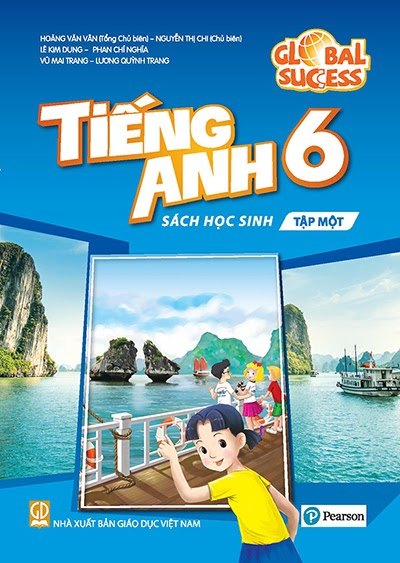 HOÀNG VĂN VÂN (Tổng Chủ biên) – NGUYỄN THỊ CHI (Chủ biên)
LÊ KIM DUNG – PHAN CHÍ NGHĨA
VŨ MAI TRANG – LƯƠNG QUỲNH TRANG
GLOBAL
SUCCESS
TIẾNG
ANH 6
SÁCH HỌC SINH TẬP MỘT
NHÀ XUẤT BẢN GIÁO DỤC VIỆT NAM
Pearson